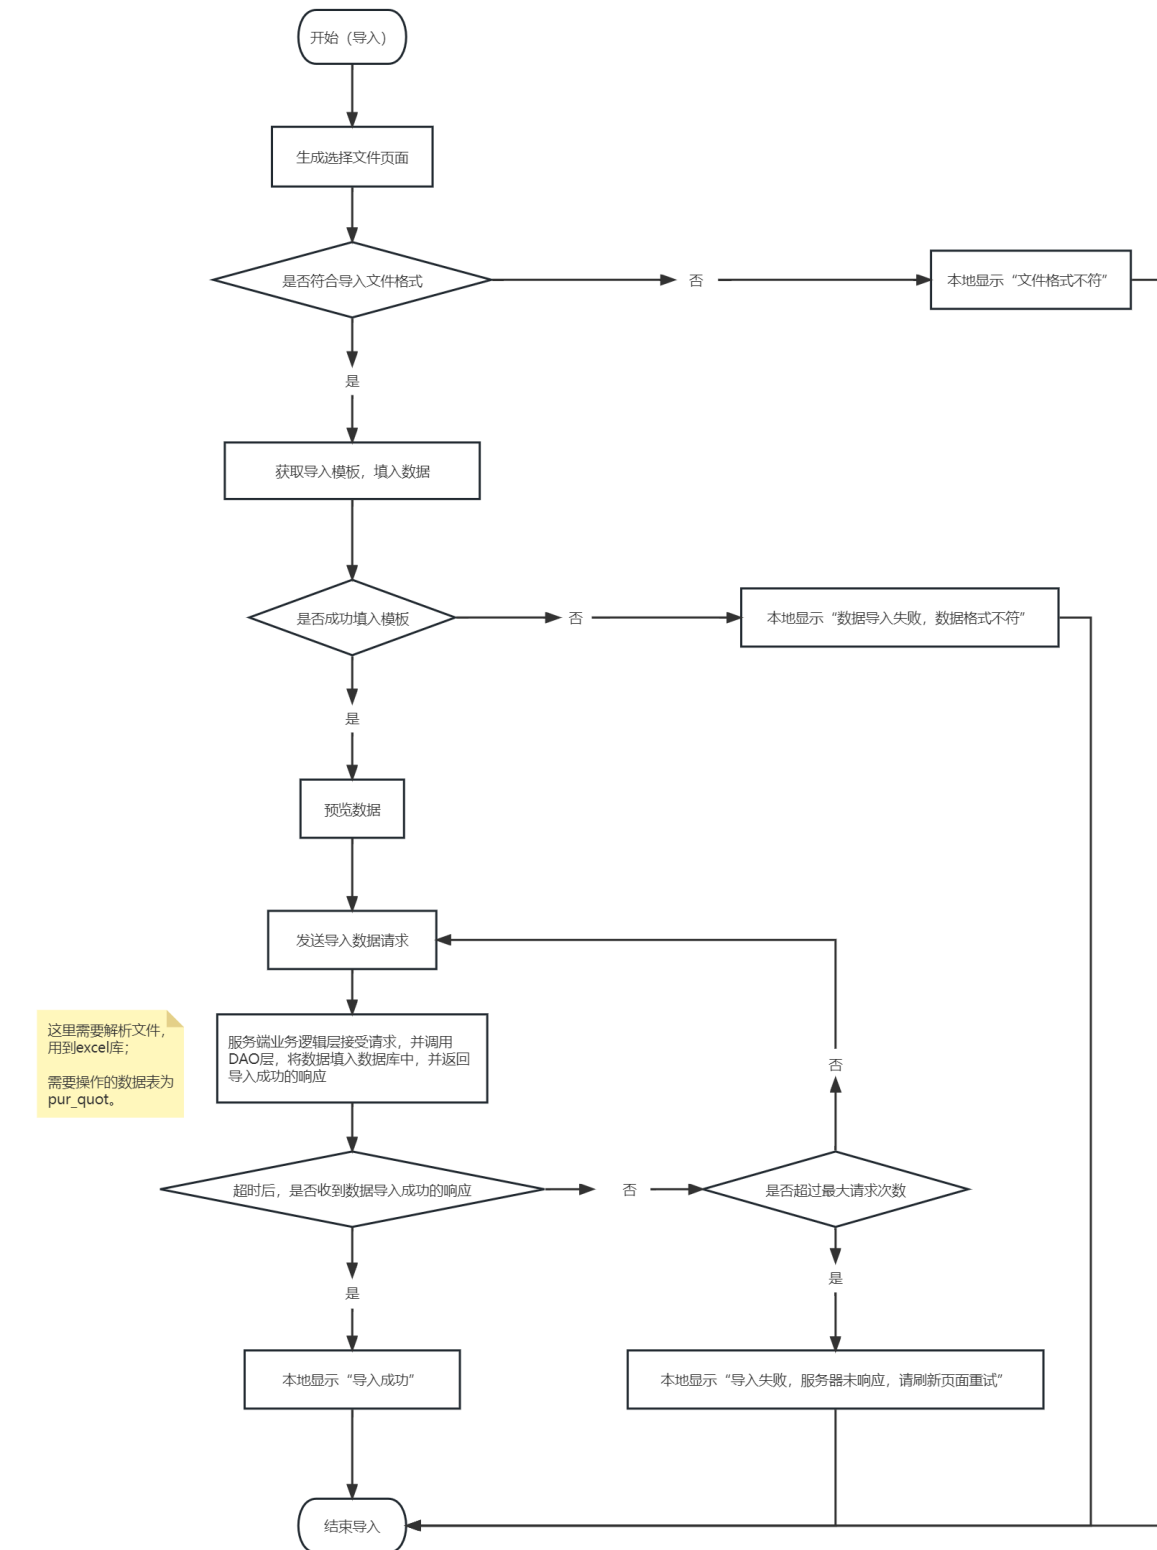 开始（导入）
生成选择文件页面
是否符合导入文件格式
否
本地显示“文件格式不符”
是
获取导入模板，填入数据
是否成功填入模板
否
本地显示“数据导入失败，数据格式不符”
是
预览数据
发送导入数据请求
这里需要解析文件，
用到excel库；
需要操作的数据表为
pur_quot。
服务端业务逻辑层接受请求，并调用
DAO层，将数据填入数据库中，并返回
导入成功的响应
否
超时后，是否收到数据导入成功的响应
否
是否超过最大请求次数
是
是
本地显示“导入成功”
本地显示“导入失败，服务器未响应，请刷新页面重试”
结束导入